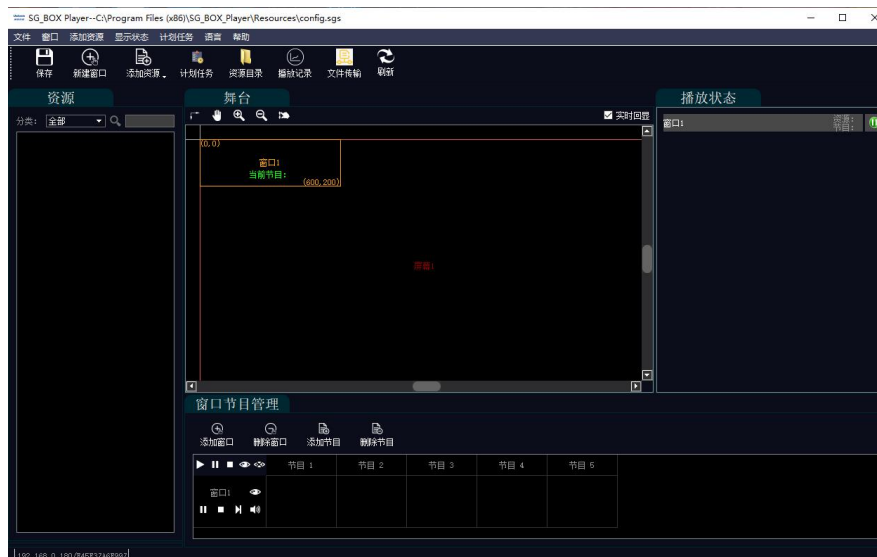 SG_BOX Player--C:\Program Files (x86)\SG_BOX_Player\Resources\config.sgs
文件 窗口 添加资源 显示状态 计划任务 语言 帮助
保存 新建窗口 添加资源 计划任务 资源目录 播放记录 文件传输 刷新
资源 舞台 播放状态
分类: 全部 实时回显
窗口: 资源:
节目:
(0,0)
窗口1
当前节目:
(600,200)
窗口节目管理
添加窗口 删除窗口 添加节目 删除节目
节目 1 节目 2 节目 3 节目 4 节目 5
窗口1